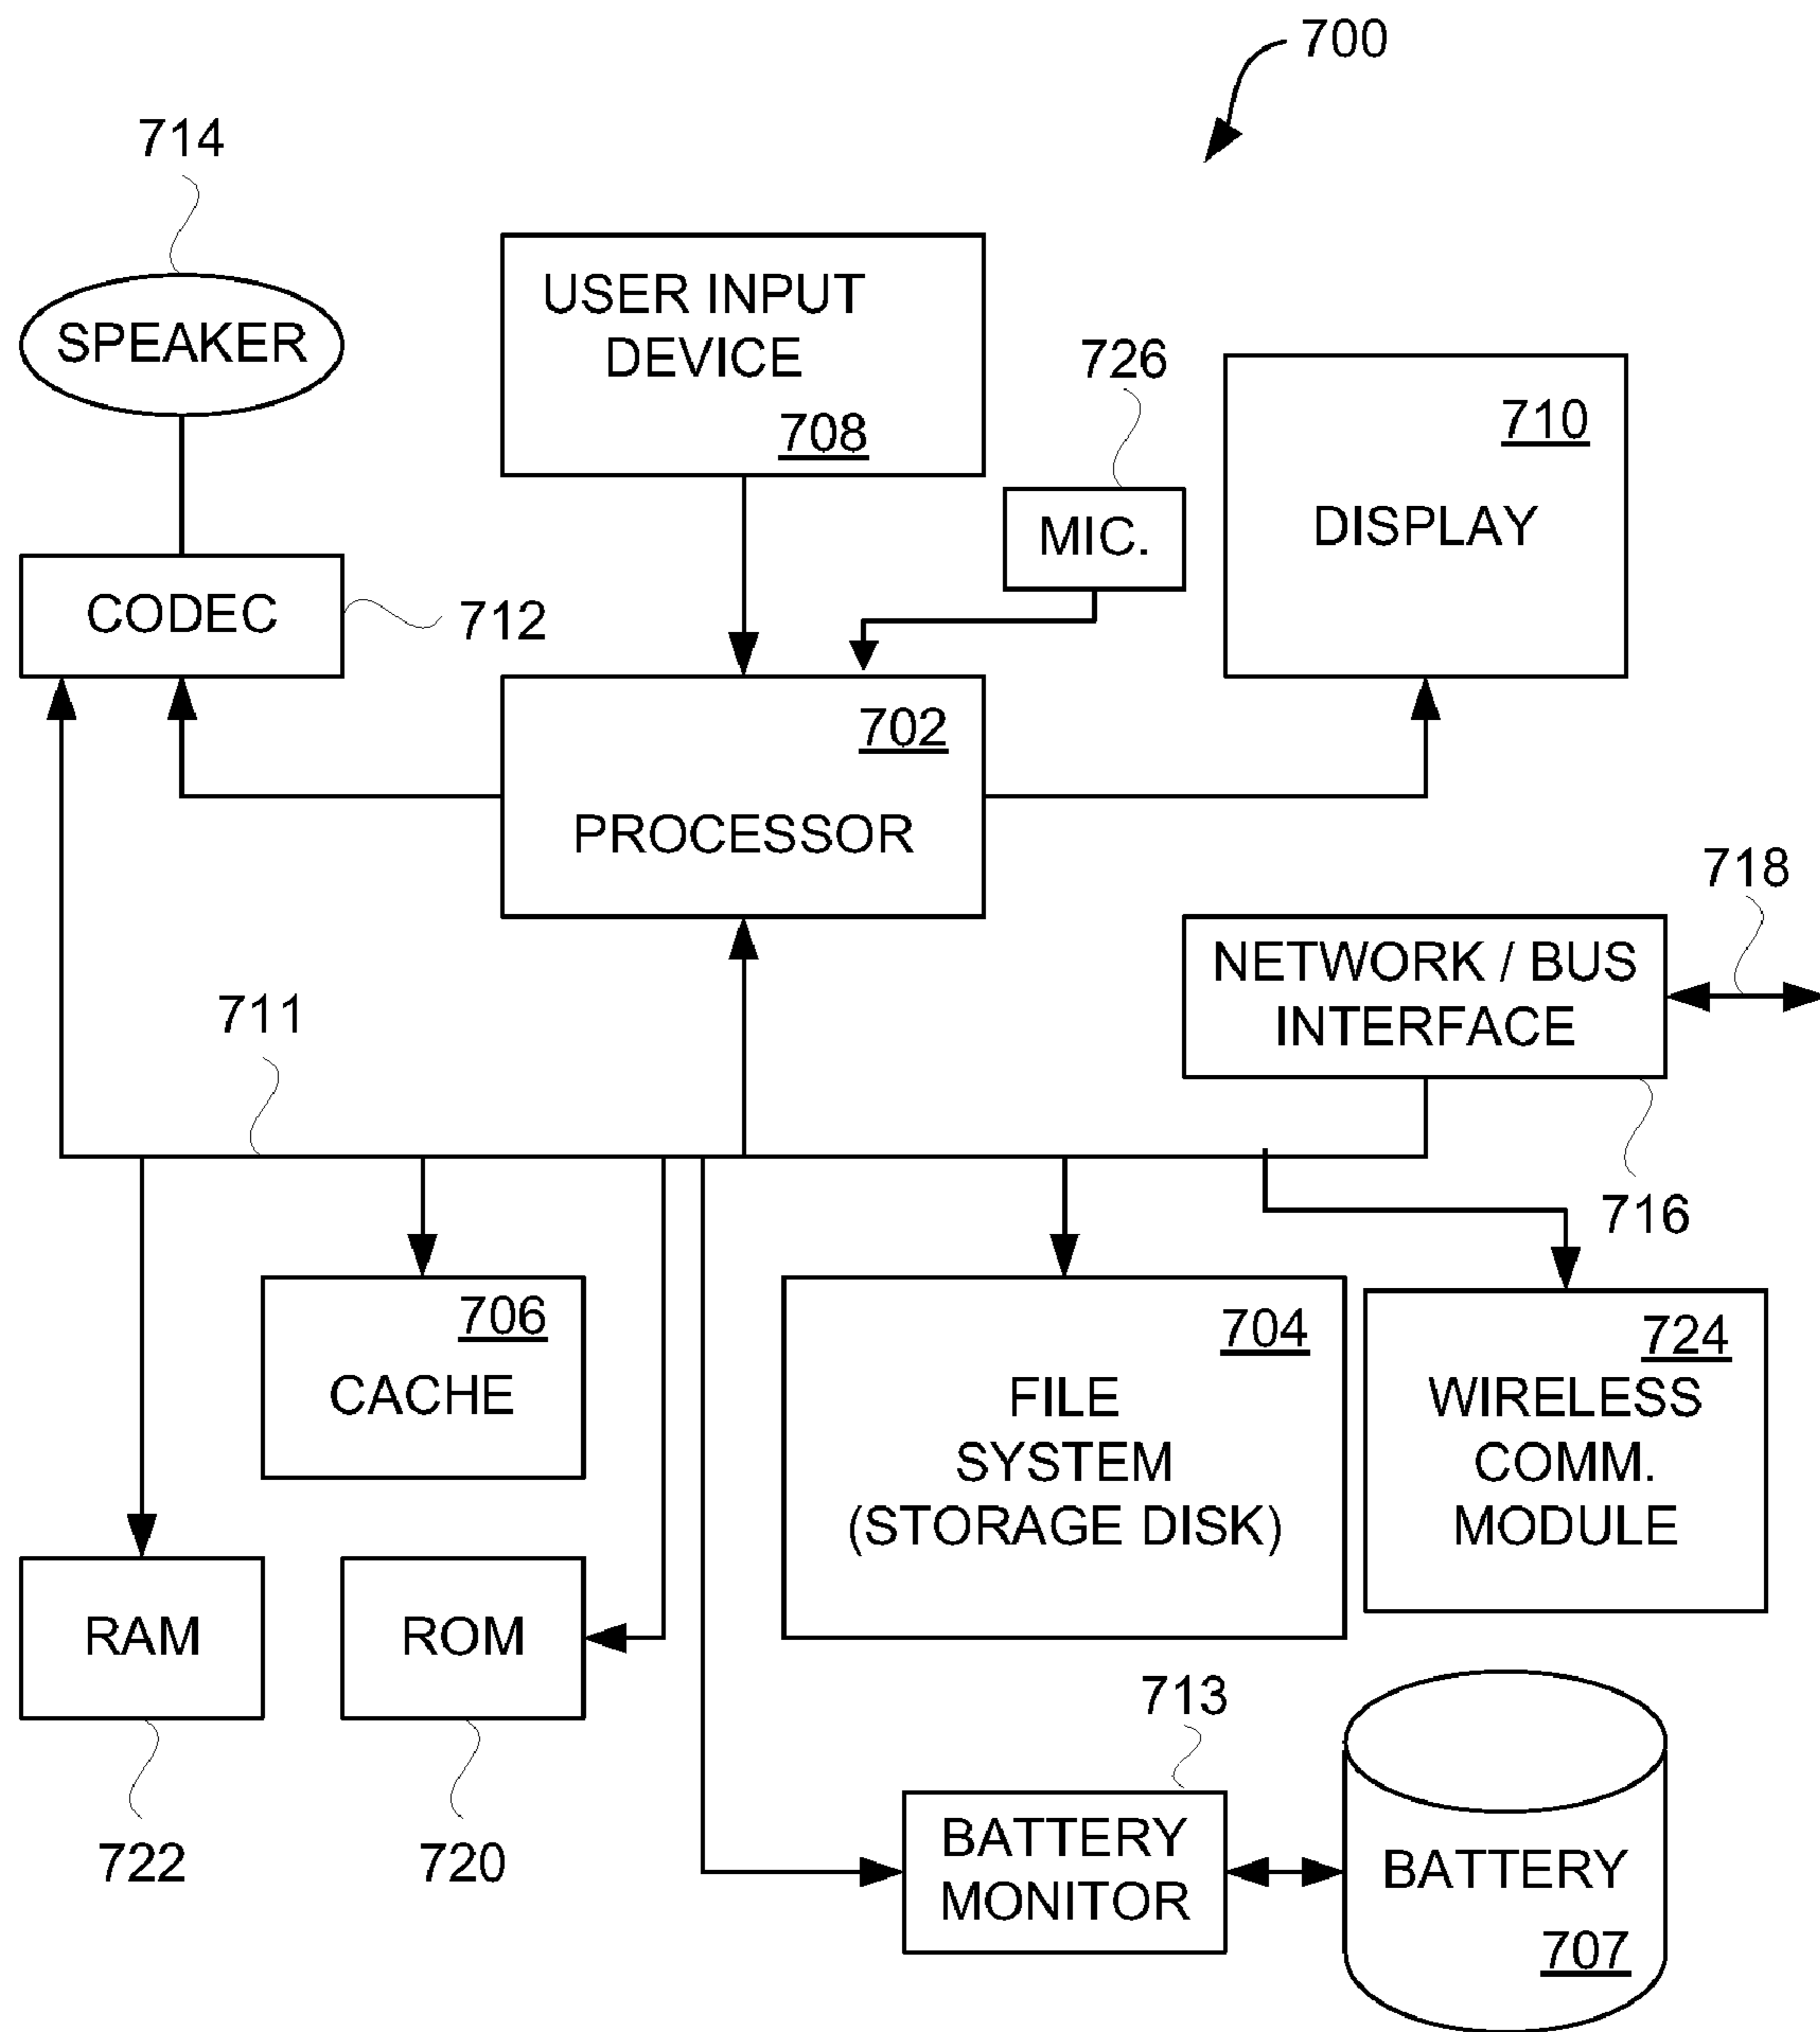 700
714
SPEAKER
USER INPUT
DEVICE
708
726
MIC.
710
DISPLAY
CODEC
712
702
PROCESSOR
718
NETWORK / BUS
INTERFACE
711
716
706
CACHE
704
FILE
SYSTEM
(STORAGE DISK)
724
WIRELESS
COMM.
MODULE
RAM
ROM
722
720
713
BATTERY
MONITOR
BATTERY
707